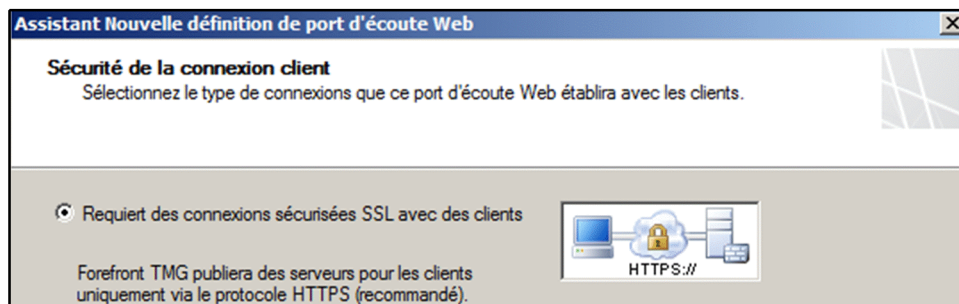 Assistant Nouvelle définition de port d'écoute Web
Sécurité de la connexion client
Sélectionnez le type de connexions que ce port d'écoute Web établira avec les clients.
Requiert des connexions sécurisées SSL avec des clients
HTTPS://
Forefront TMG publiera des serveurs pour les clients
uniquement via le protocole HTTPS (recommandé).